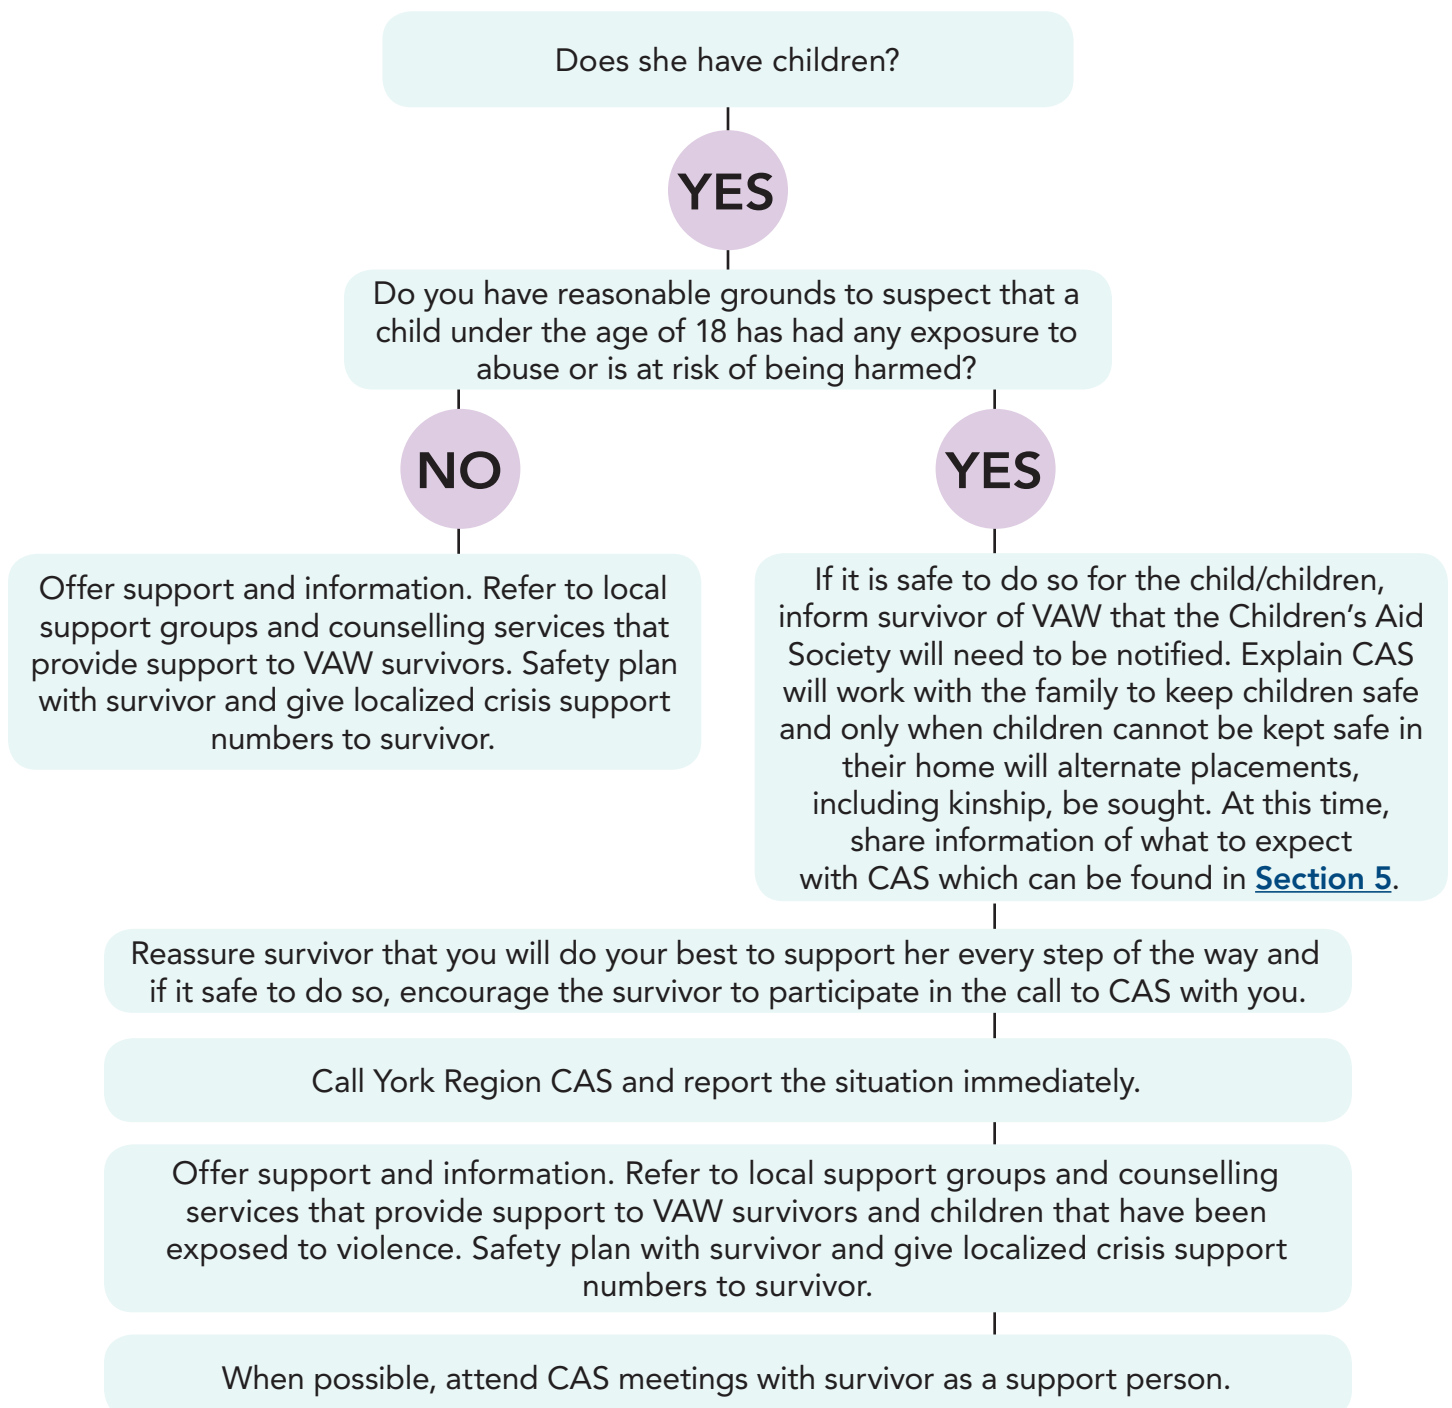 Does she have children?
YES
Do you have reasonable grounds to suspect that a
child under the age of 18 has had any exposure to
abuse or is at risk of being harmed?
NO
Offer support and information. Refer to local
support groups and counselling services that
provide support to VAW survivors. Safety plan
with survivor and give localized crisis support
numbers to survivor.
YES
If it is safe to do so for the child/children,
inform survivor of VAW that the Children’s Aid
Society will need to be notified. Explain CAS
will work with the family to keep children safe
and only when children cannot be kept safe in
their home will alternate placements,
including kinship, be sought. At this time,
share information of what to expect
with CAS which can be found in Section 5.
Reassure survivor that you will do your best to support her every step of the way and
if it safe to do so, encourage the survivor to participate in the call to CAS with you.
Call York Region CAS and report the situation immediately.
Offer support and information. Refer to local support groups and counselling
services that provide support to VAW survivors and children that have been
exposed to violence. Safety plan with survivor and give localized crisis support
numbers to survivor.
When possible, attend CAS meetings with survivor as a support person.